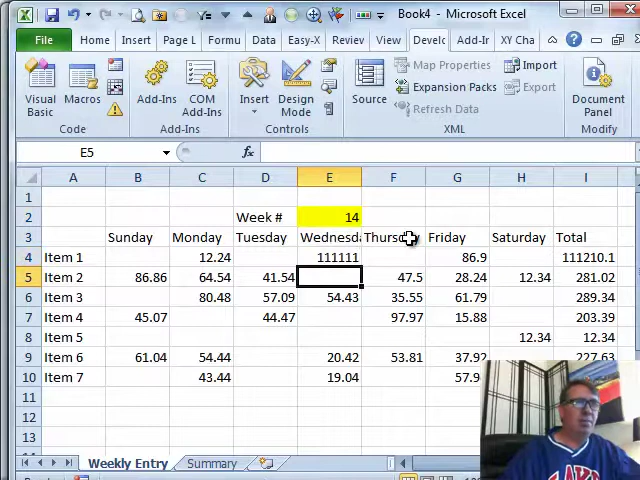 Book4 - Microsoft Excel
File Home Insert Page L Formu Data Easy-X Review View Develo Add-Ir XY Cha
Visual Basic
Macros
Add-Ins
COM Add-Ins
Insert
Design Mode
Source
Map Properties
Expansion Packs
Refresh Data
Import
Export
Document Panel
Code Add-Ins Controls XML Modify
E5 fx
A B C D E F G H I
1
2 Week # 14
3 Sunday Monday Tuesday Wednesda Thursday Friday Saturday Total
4 Item 1 12.24 111111 86.9 111210.1
5 Item 2 86.86 64.54 41.54 47.5 28.24 12.34 281.02
6 Item 3 80.48 57.09 54.43 35.55 61.79 289.34
7 Item 4 45.07 44.47 97.97 15.88 203.39
8 Item 5 12.34 12.34
9 Item 6 61.04 54.44 20.42 53.81 37.92 227.63
10 Item 7 43.44 19.04 57.9
11
12
13
Weekly Entry Summary